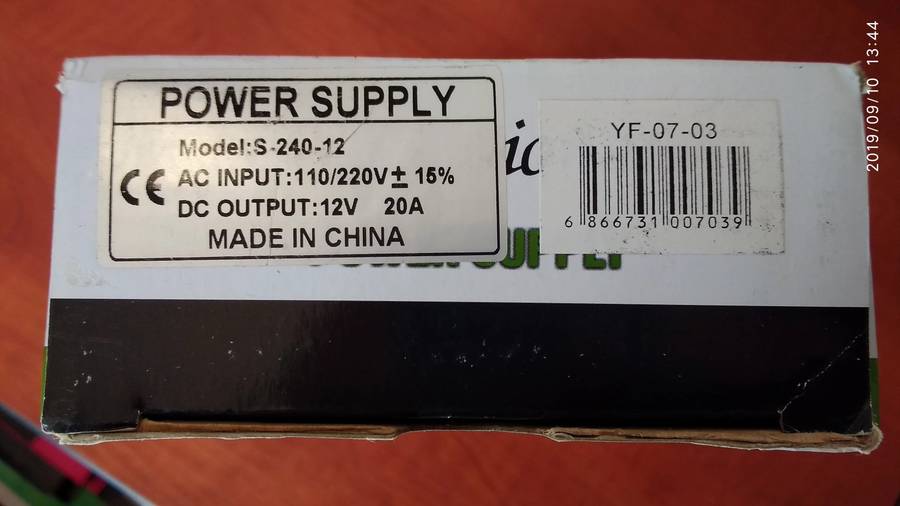 POWER SUPPLY
Model:S-240-12
CE AC INPUT:110/220V± 15%
DC OUTPUT:12V 20A
MADE IN CHINA
YF-07-03
6 866731 007039
2019/09/10 13:44